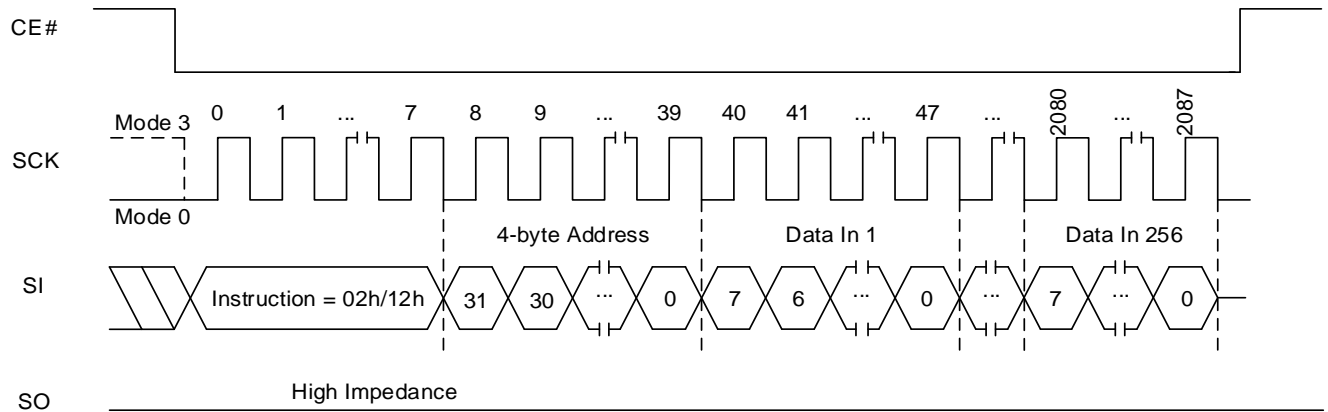 CE#
0 1 ... 7 8 9 ... 39 40 41 ... 47 ... 2080 ... 2087
Mode 3
SCK
Mode 0
4-byte Address Data In 1 Data In 256
SI Instruction = 02h/12h 31 30 ... 0 7 6 ... 0 ... 7 ... 0
High Impedance
SO